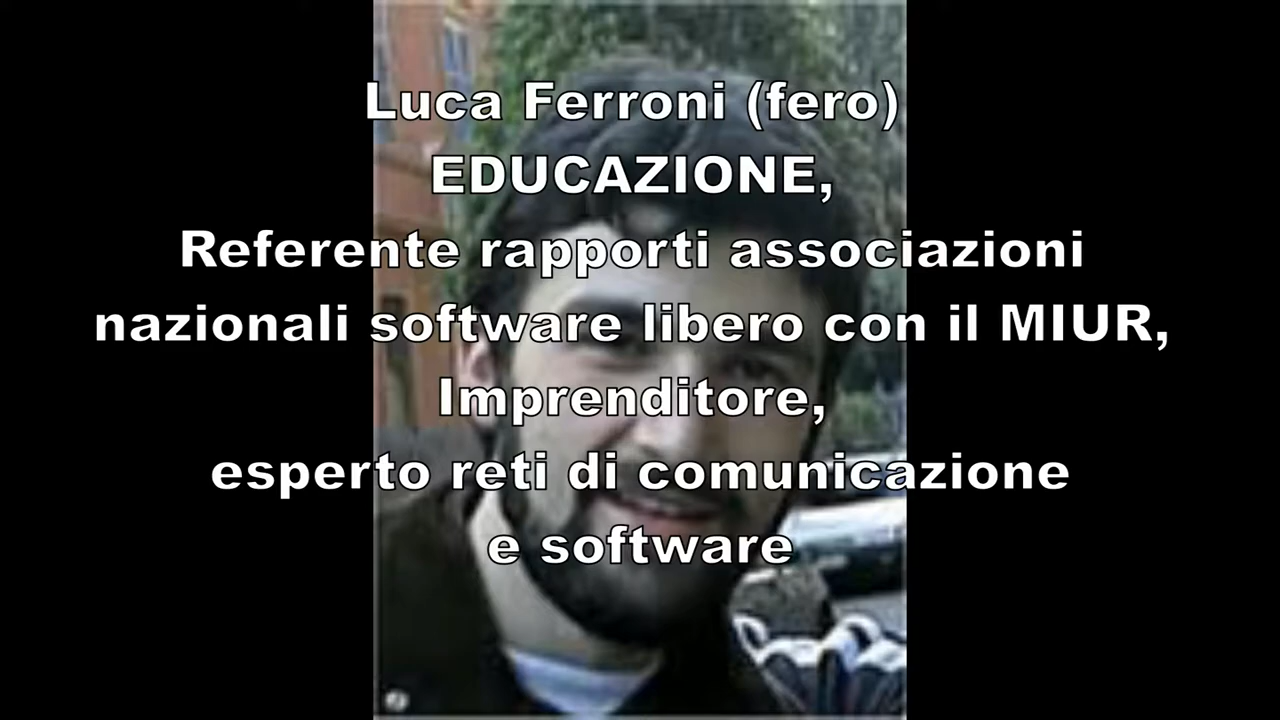 Luca Ferroni (fero)
EDUCAZIONE,
Referente rapporti associazioni
nazionali software libero con il MIUR,
Imprenditore,
esperto reti di comunicazione
e software